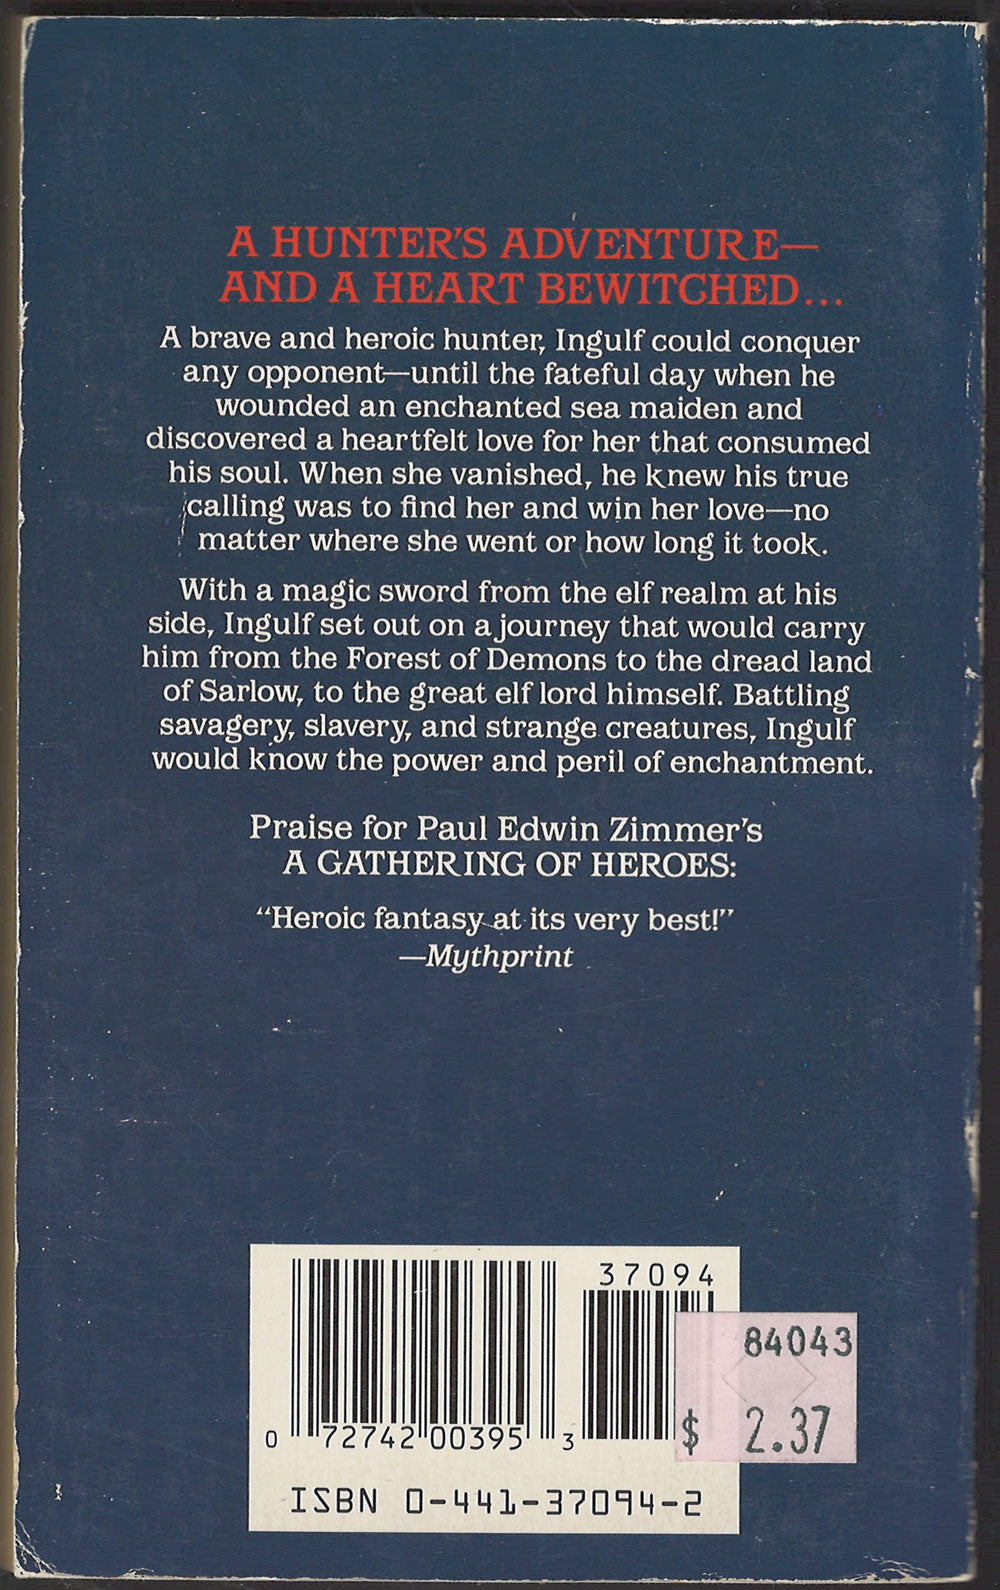 A HUNTER'S ADVENTURE—
AND A HEART BEWITCHED...
A brave and heroic hunter, Ingulf could conquer
any opponent—until the fateful day when he
wounded an enchanted sea maiden and
discovered a heartfelt love for her that consumed
his soul. When she vanished, he knew his true
calling was to find her and win her love—no
matter where she went or how long it took.
With a magic sword from the elf realm at his
side, Ingulf set out on a journey that would carry
him from the Forest of Demons to the dread land
of Sarlow, to the great elf lord himself. Battling
savagery, slavery, and strange creatures, Ingulf
would know the power and peril of enchantment.
Praise for Paul Edwin Zimmer's
A GATHERING OF HEROES:
“Heroic fantasy at its very best!”
—Mythprint
37094
84043
$ 2.37
0 72742 00395 3
ISBN 0-441-37094-2